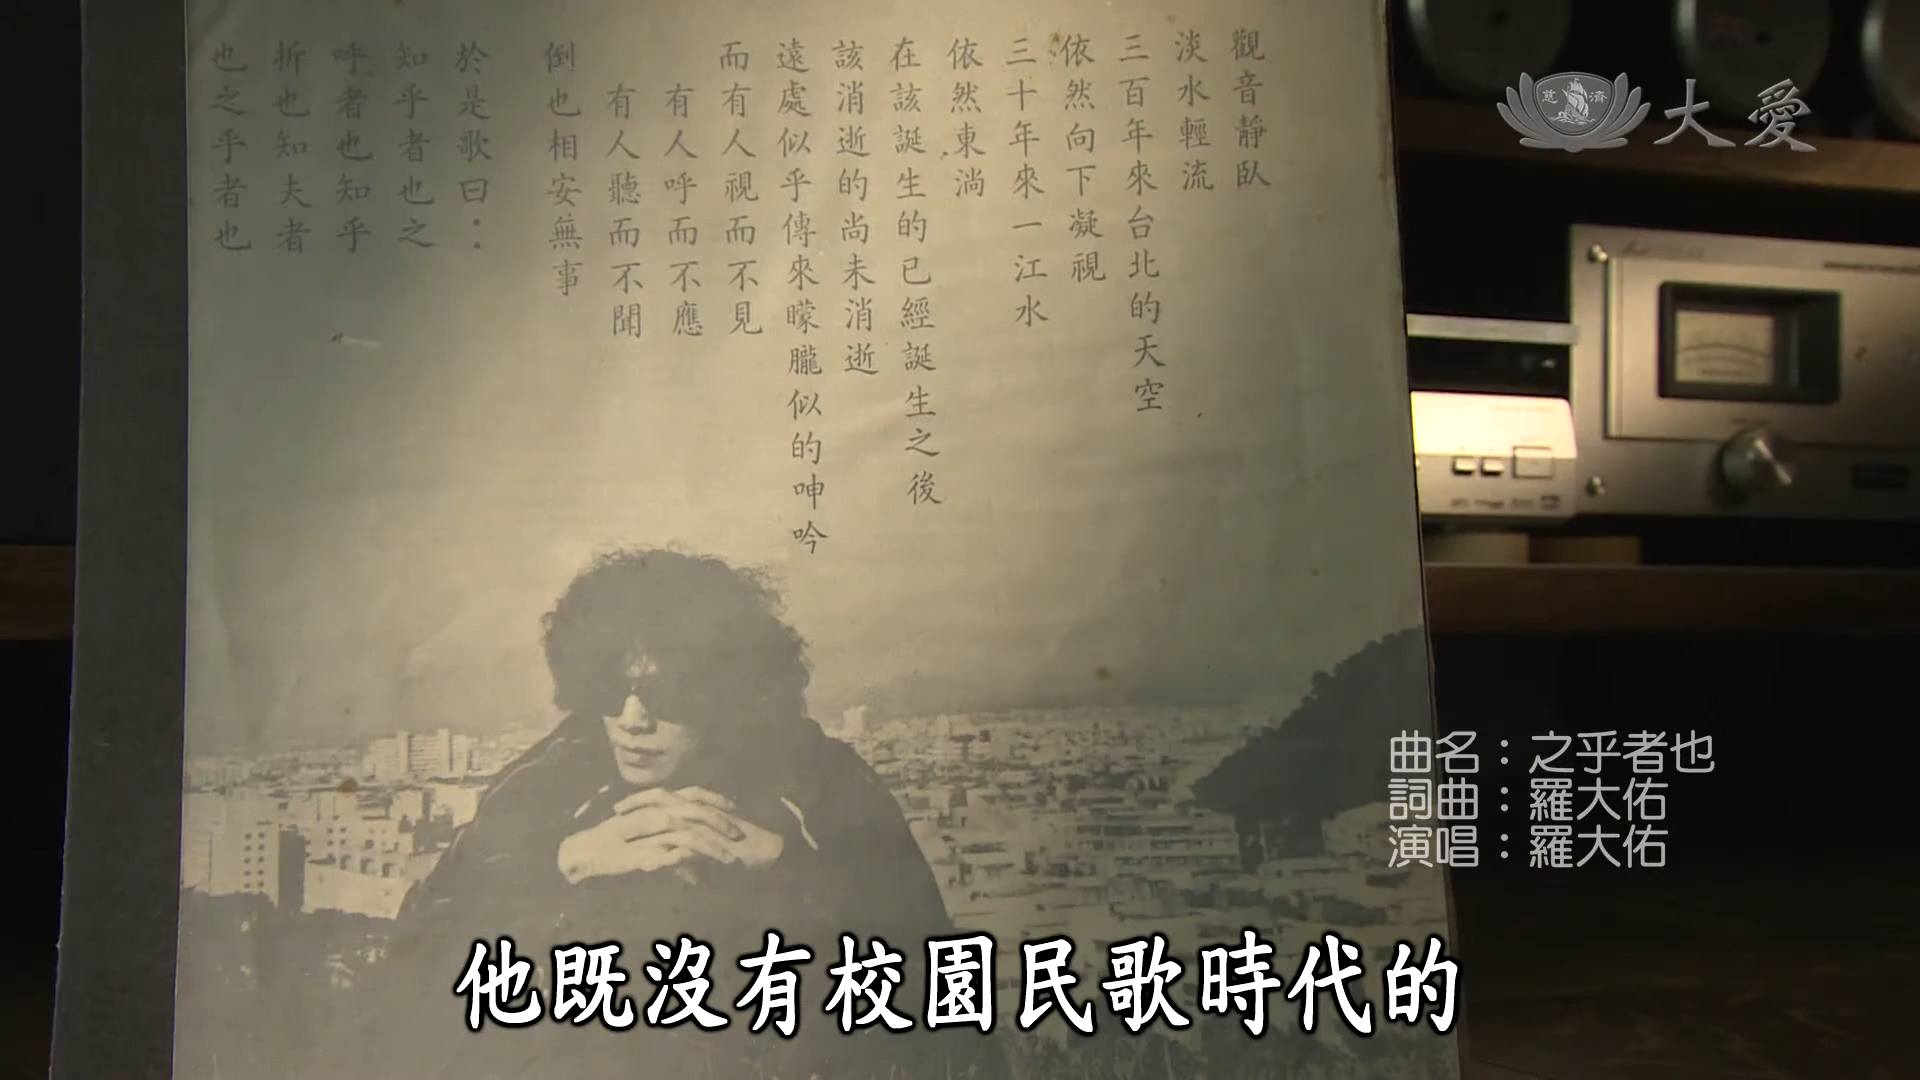 觀音靜臥
淡水輕流
三百年來台北的天空
依然向下凝視
三十年來一江水
依然東淌
在該誕生的已經誕生之後
該消逝的尚未消逝
遠處似乎傳來矇朧似的呻吟
而有人視而不見
有人呼而不應
有人聽而不聞
倒也相安無事
於是歌曰：
知乎者也之
呼者也知乎
折也知夫者
也之乎者也
慈濟
大愛
曲名：之乎者也
詞曲：羅大佑
演唱：羅大佑
他既沒有校園民歌時代的